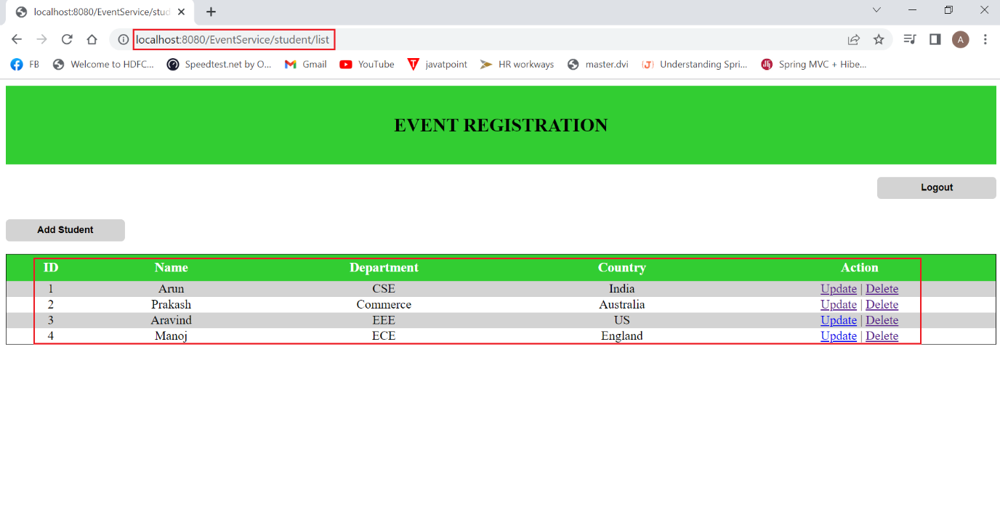 localhost:8080/EventService/stud
localhost:8080/EventService/student/list A
FB Welcome to HDFC... Speedtest.net by O... Gmail YouTube javatpoint HR workways master.dvi Understanding Spri... Spring MVC + Hibe...
EVENT REGISTRATION
Logout
Add Student
ID Name Department Country Action
1 Arun CSE India Update | Delete
2 Prakash Commerce Australia Update | Delete
3 Aravind EEE US Update | Delete
4 Manoj ECE England Update | Delete